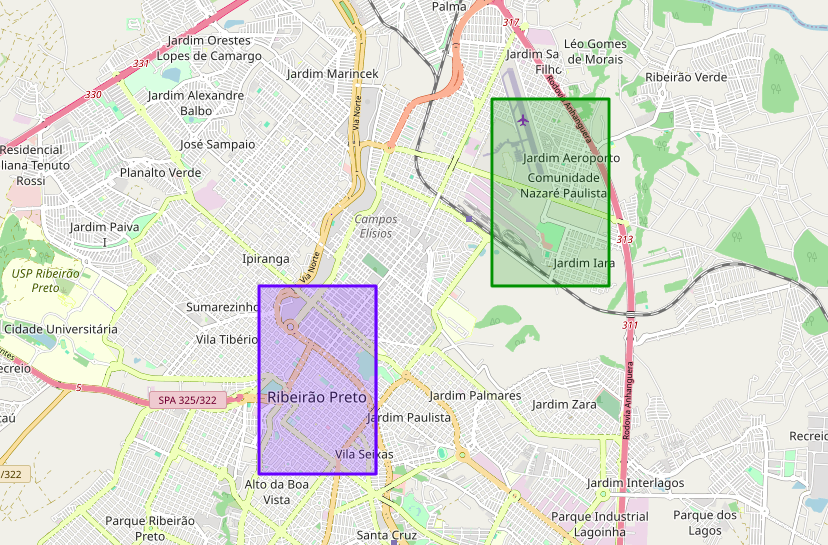 Palma
317
Jardim Orestes
Lopes de Camargo
Léo Gomes
de Morais
Jardim Sa
Filho
331
Jardim Marincek
Ribeirão Verde
330
Jardim Alexandre
Balbo
Via Norte
Rodovia Anhanguera
José Sampaio
Residencial
liana Tenuto
Rossi
Planalto Verde
Jardim Aeroporto
Comunidade
Nazaré Paulista
Jardim Paiva
I
Campos
Elísios
313
Ipiranga
Via Norte
Jardim Iara
USP Ribeirão
Preto
Sumarezinho
Cidade Universitária
311
Vila Tibério
ntes
ecreio
5
SPA 325/322
Ribeirão Preto
Jardim Palmares
Jardim Zara
Rodovia Anhanguera
Jardim Paulista
aú
Recreio
Vila Seixas
/322
Alto da Boa
Vista
Jardim Interlagos
Parque Ribeirão
Preto
Parque Industrial
Lagoinha
Parque dos
Lagos
Santa Cruz